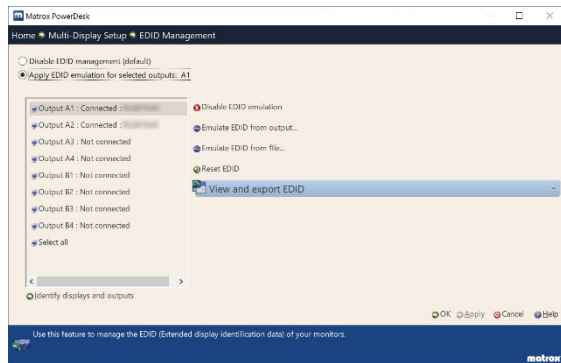 Matrox PowerDesk
Home Multi-Display Setup EDID Management
Disable EDID management (default)
Apply EDID emulation for selected outputs: A1
Output A1 : Connected :
Output A2 : Connected :
Output A3 : Not connected
Output A4 : Not connected
Output B1 : Not connected
Output B2 : Not connected
Output B3 : Not connected
Output B4 : Not connected
Select all
Disable EDID emulation
Emulate EDID from output...
Emulate EDID from file...
Reset EDID
View and export EDID
Identify displays and outputs
OK Apply Cancel Help
Use this feature to manage the EDID (Extended display identification data) of your monitors.
matrox